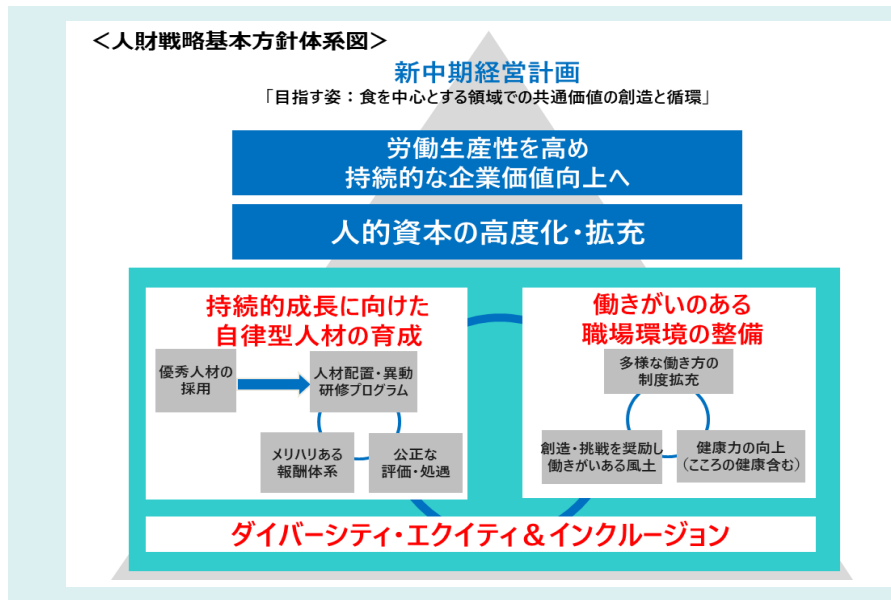 ＜人財戦略基本方針体系図＞
新中期経営計画
「目指す姿：食を中心とする領域での共通価値の創造と循環」
労働生産性を高め
持続的な企業価値向上へ
人的資本の高度化・拡充
持続的成長に向けた
自律型人材の育成
優秀人材の
採用
人材配置・異動
研修プログラム
メリハリある
報酬体系
公正な
評価・処遇
働きがいのある
職場環境の整備
多様な働き方の
制度拡充
創造・挑戦を奨励し
働きがいある風土
健康力の向上
（こころの健康含む）
ダイバーシティ・エクイティ＆インクルージョン